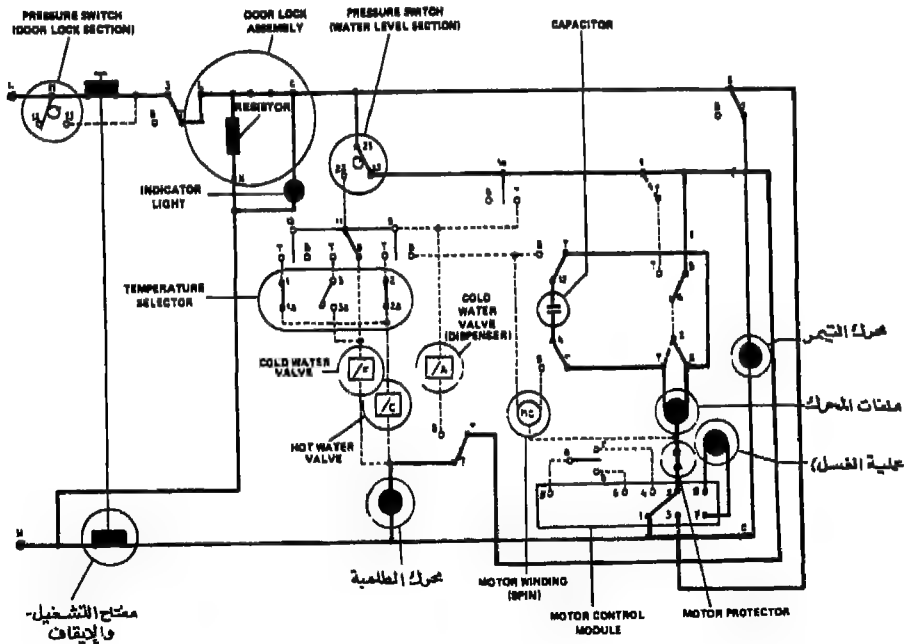 PRESSURE SWITCH
(DOOR LOCK SECTION)
DOOR LOCK
ASSEMBLY
PRESSURE SWITCH
(WATER LEVEL SECTION)
CAPACITOR
RESISTOR
INDICATOR
LIGHT
TEMPERATURE
SELECTOR
COLD
WATER
VALVE
(DISPENSER)
COLD WATER
VALVE
HOT WATER
VALVE
محرك التيمر
ملفات المحرك
عملية الغسل)
محرك الطلمبة
MOTOR WINDING
(SPIN)
MOTOR CONTROL
MODULE
MOTOR PROTECTOR
مفتاح التشغيل-
والإيقاف